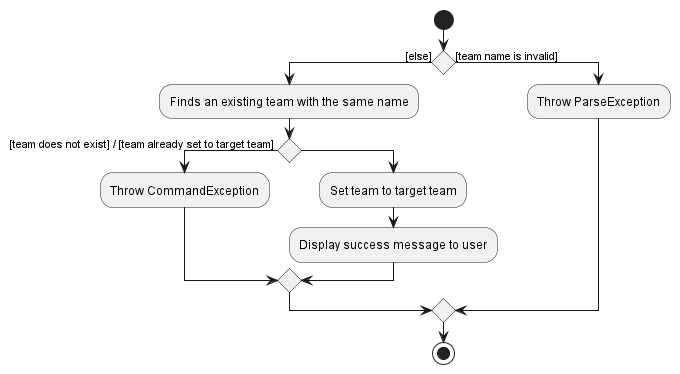 [else]
[team name is invalid]
Finds an existing team with the same name
Throw ParseException
[team does not exist] / [team already set to target team]
Throw CommandException
Set team to target team
Display success message to user